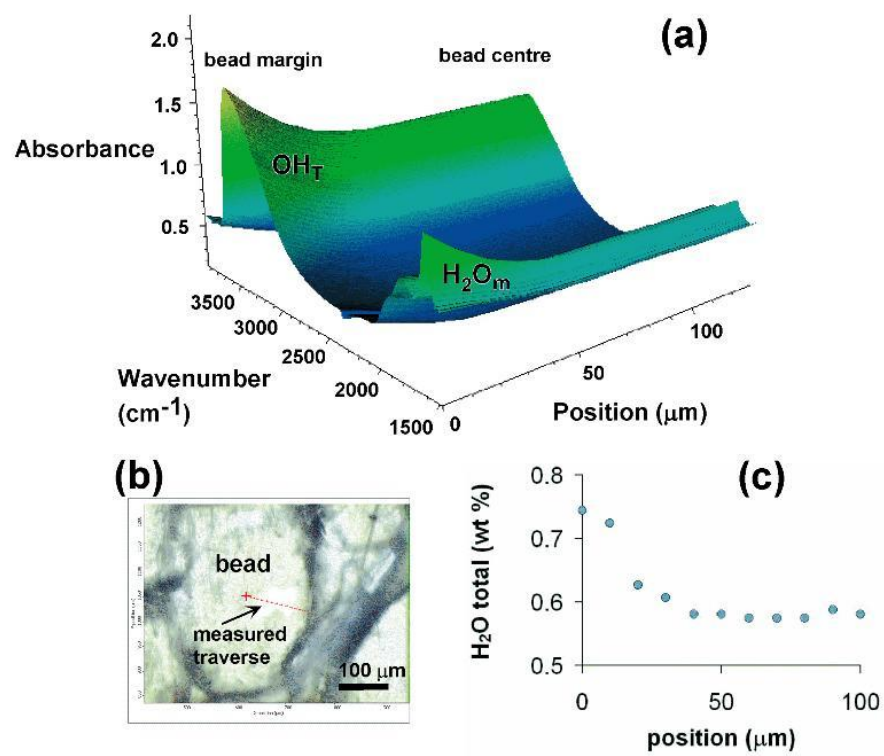 (a)
2.0
bead margin
bead centre
1.5
Absorbance
1.0
OH_T
0.5
H₂Oₘ
3500
3000
2500
2000
1500
Wavenumber
(cm⁻¹)
0
50
100
Position (μm)
(b)
bead
measured
traverse
100 μm
(c)
H₂O total (wt %)
0.8
0.7
0.6
0.5
0
50
100
position (μm)